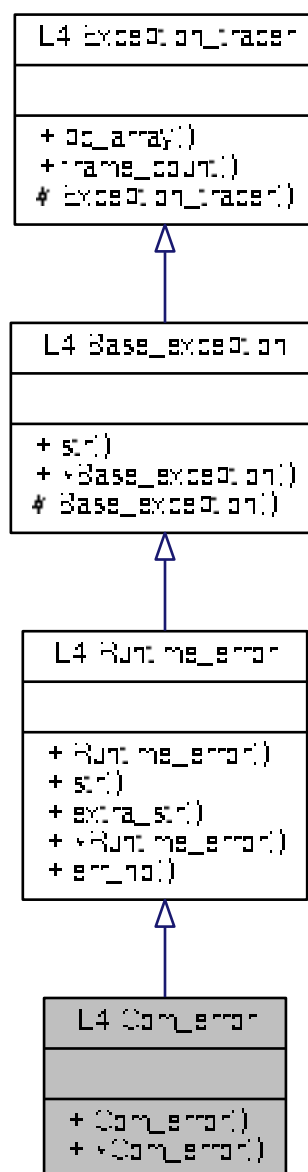 L4 Exception_tracer
+ pc_array()
+ frame_count()
# Exception_tracer()
L4 Base_exception
+ str()
+ ~Base_exception()
# Base_exception()
L4 Runtime_error
+ Runtime_error()
+ str()
+ extra_str()
+ ~Runtime_error()
+ err_no()
L4 Com_error
+ Com_error()
+ ~Com_error()